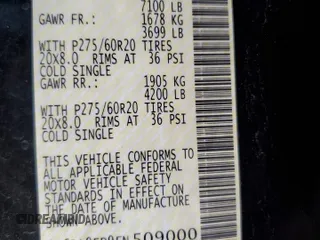 7100 LB
GAWR FR.: 1678 KG
3699 LB
WITH P275/60R20 TIRES
20X8.0 RIMS AT 36 PSI
COLD SINGLE
GAWR RR.: 1905 KG
4200 LB
WITH P275/60R20 TIRES
20X8.0 RIMS AT 36 PSI
COLD SINGLE
THIS VEHICLE CONFORMS TO
ALL APPLICABLE FEDERAL
MOTOR VEHICLE SAFETY
STANDARDS IN EFFECT ON THE
DATE OF MANUFACTURE
SHOWN ABOVE.
509000